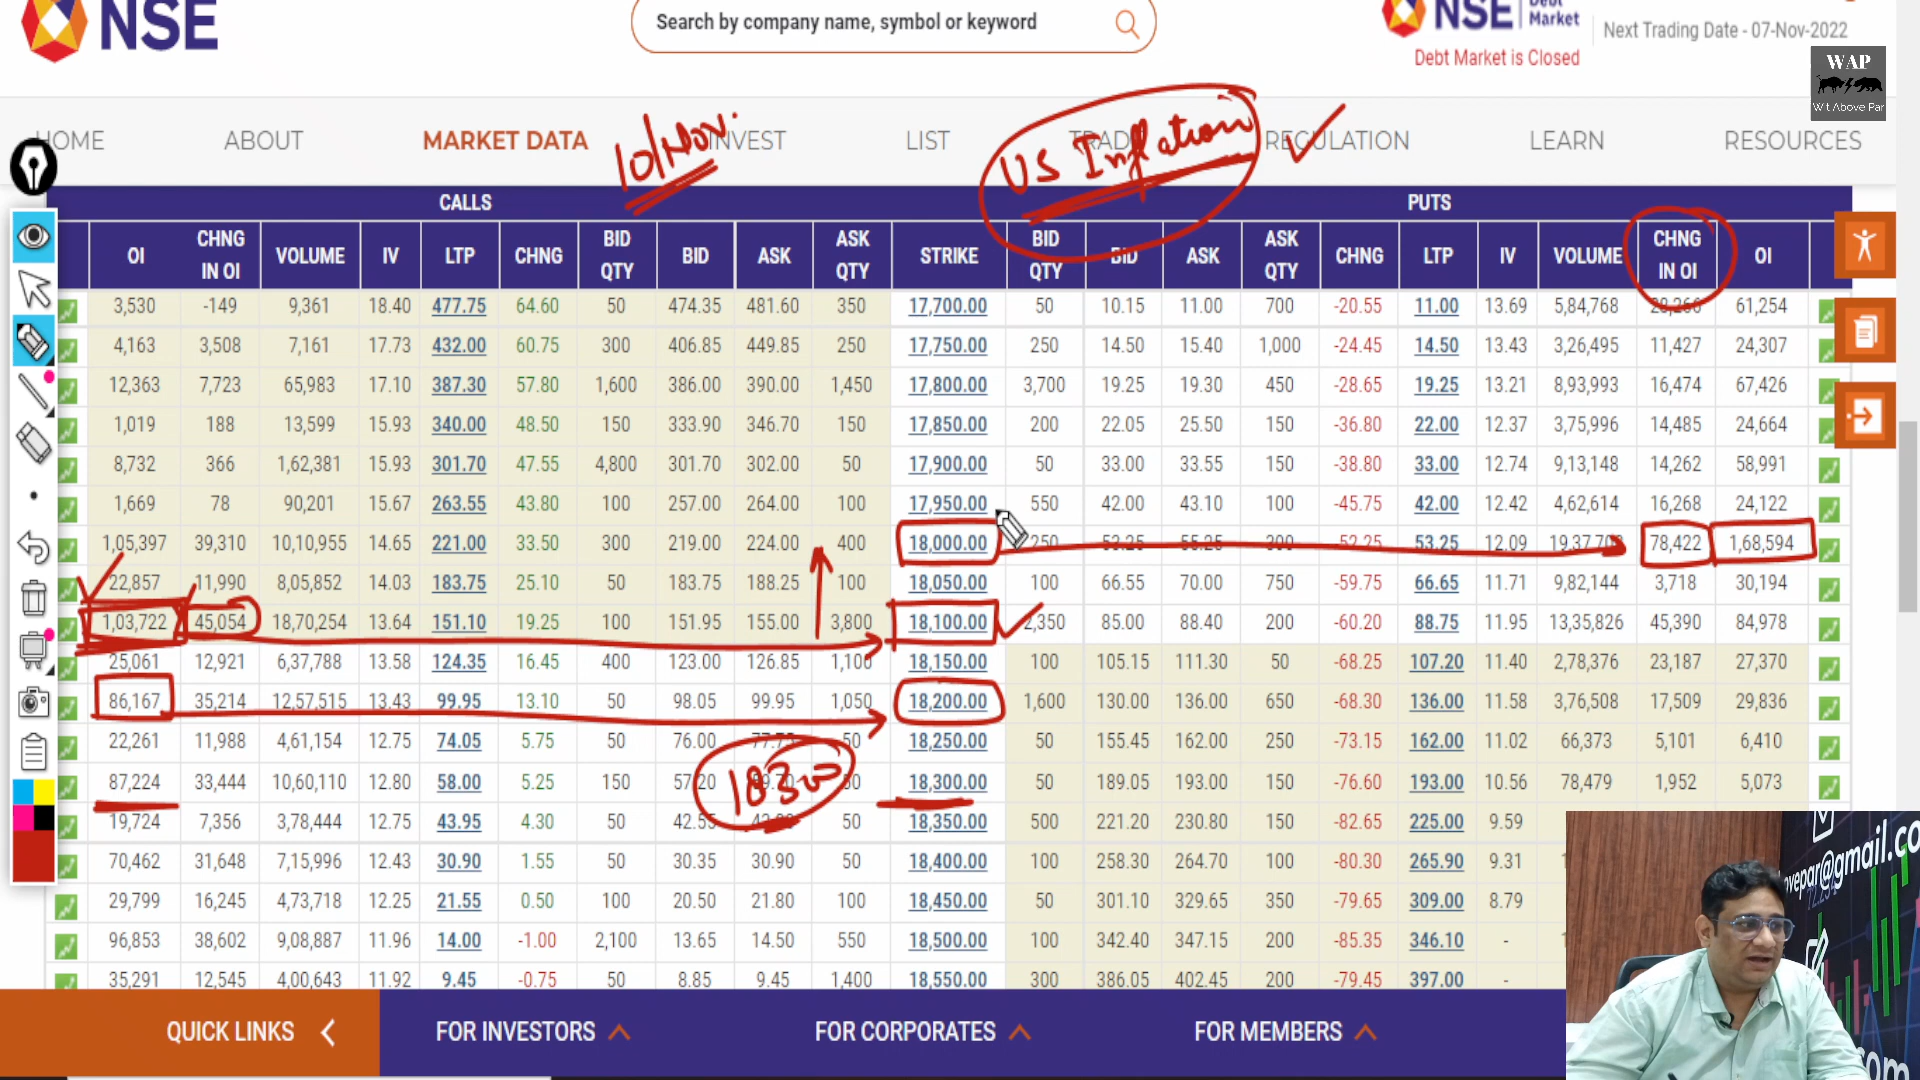 NSE
Search by company name, symbol or keyword
NSE Debt Market
Debt Market is Closed
Next Trading Date - 07-Nov-2022
WAP
Wit Above Par
HOME ABOUT MARKET DATA INVEST LIST TRADE REGULATION LEARN RESOURCES
10/Nov.
US Inflation
CALLS PUTS
OI CHNG IN OI VOLUME IV LTP CHNG BID QTY BID ASK ASK QTY STRIKE BID QTY BID ASK ASK QTY CHNG LTP IV VOLUME CHNG IN OI OI
3,530 -149 9,361 18.40 477.75 64.60 50 474.35 481.60 350 17,700.00 50 10.15 11.00 700 -20.55 11.00 13.69 5,84,768 20,266 61,254
4,163 3,508 7,161 17.73 432.00 60.75 300 406.85 449.85 250 17,750.00 250 14.50 15.40 1,000 -24.45 14.50 13.43 3,26,495 11,427 24,307
12,363 7,723 65,983 17.10 387.30 57.80 1,600 386.00 390.00 1,450 17,800.00 3,700 19.25 19.30 450 -28.65 19.25 13.21 8,93,993 16,474 67,426
1,019 188 13,599 15.93 340.00 48.50 150 333.90 346.70 150 17,850.00 200 22.05 25.50 150 -36.80 22.00 12.37 3,75,996 14,485 24,664
8,732 366 1,62,381 15.93 301.70 47.55 4,800 301.70 302.00 50 17,900.00 50 33.00 33.55 150 -38.80 33.00 12.74 9,13,148 14,262 58,991
1,669 78 90,201 15.67 263.55 43.80 100 257.00 264.00 100 17,950.00 550 42.00 43.10 100 -45.75 42.00 12.42 4,62,614 16,268 24,122
1,05,397 39,310 10,10,955 14.65 221.00 33.50 300 219.00 224.00 400 18,000.00 250 53.25 55.25 300 -52.25 53.25 12.09 78,422 1,68,594
22,857 11,990 8,05,852 14.03 183.75 25.10 50 183.75 188.25 100 18,050.00 100 66.55 70.00 750 -59.75 66.65 11.71 9,82,144 3,718 30,194
1,03,722 45,054 18,70,254 13.64 151.10 19.25 100 151.95 155.00 3,800 18,100.00 2,350 85.00 88.40 200 -60.20 88.75 11.95 13,35,826 45,390 84,978
25,061 12,921 6,37,788 13.58 124.35 16.45 400 123.00 126.85 1,100 18,150.00 100 105.15 111.30 50 -68.25 107.20 11.40 2,78,376 23,187 27,370
86,167 35,214 12,57,515 13.43 99.95 13.10 50 98.05 99.95 1,050 18,200.00 1,600 130.00 136.00 650 -68.30 136.00 11.58 3,76,508 17,509 29,836
22,261 11,988 4,61,154 12.75 74.05 5.75 50 76.00 50 18,250.00 50 155.45 162.00 250 -73.15 162.00 11.02 66,373 5,101 6,410
18300
87,224 33,444 10,60,110 12.80 58.00 5.25 150 57.20 18,300.00 50 189.05 193.00 150 -76.60 193.00 10.56 78,479 1,952 5,073
19,724 7,356 3,78,444 12.75 43.95 4.30 50 42.55 50 18,350.00 500 221.20 230.80 150 -82.65 225.00 9.59
70,462 31,648 7,15,996 12.43 30.90 1.55 50 30.35 30.90 50 18,400.00 100 258.30 264.70 100 -80.30 265.90 9.31
29,799 16,245 4,73,718 12.25 21.55 0.50 100 20.50 21.80 100 18,450.00 50 301.10 329.65 350 -79.65 309.00 8.79
96,853 38,602 9,08,887 11.96 14.00 -1.00 2,100 13.65 14.50 550 18,500.00 100 342.40 347.15 200 -85.35 346.10 -
35,291 12,545 4,00,643 11.92 9.45 -0.75 50 8.85 9.45 1,400 18,550.00 300 386.05 402.45 200 -79.45 397.00 -
ovepar@gmail.co
QUICK LINKS FOR INVESTORS FOR CORPORATES FOR MEMBERS
.com